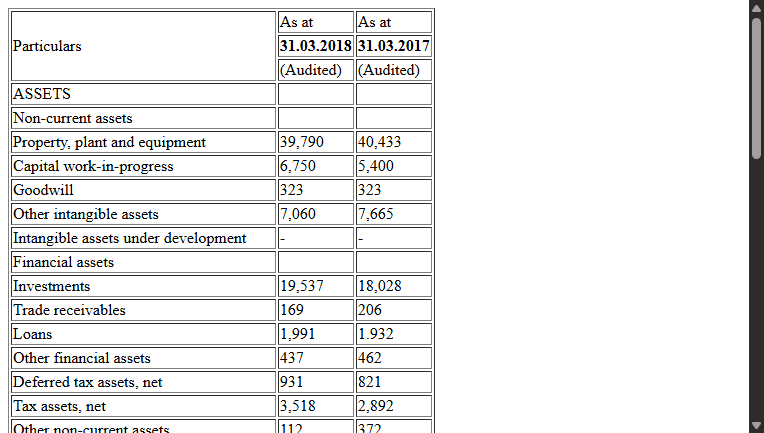 Particulars As at As at
31.03.2018 31.03.2017
(Audited) (Audited)
ASSETS
Non-current assets
Property, plant and equipment 39,790 40,433
Capital work-in-progress 6,750 5,400
Goodwill 323 323
Other intangible assets 7,060 7,665
Intangible assets under development - -
Financial assets
Investments 19,537 18,028
Trade receivables 169 206
Loans 1,991 1.932
Other financial assets 437 462
Deferred tax assets, net 931 821
Tax assets, net 3,518 2,892
Other non-current assets 112 372